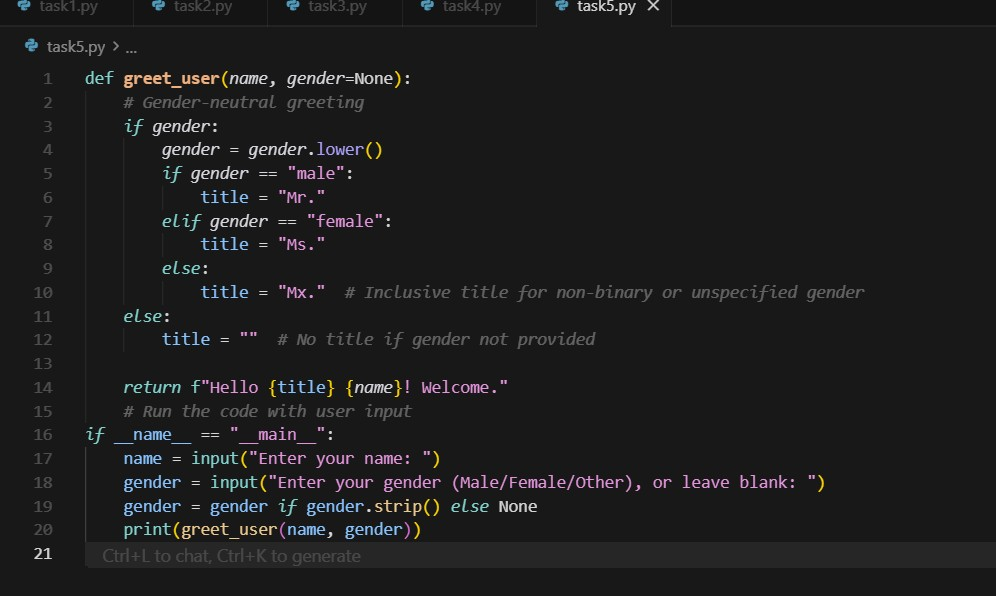 task1.py task2.py task3.py task4.py task5.py
task5.py > ...
1 def greet_user(name, gender=None):
2     # Gender-neutral greeting
3     if gender:
4         gender = gender.lower()
5         if gender == "male":
6             title = "Mr."
7         elif gender == "female":
8             title = "Ms."
9         else:
10             title = "Mx."  # Inclusive title for non-binary or unspecified gender
11     else:
12         title = ""  # No title if gender not provided
13
14     return f"Hello {title} {name}! Welcome."
15     # Run the code with user input
16 if __name__ == "__main__":
17     name = input("Enter your name: ")
18     gender = input("Enter your gender (Male/Female/Other), or leave blank: ")
19     gender = gender if gender.strip() else None
20     print(greet_user(name, gender))
21 Ctrl+L to chat, Ctrl+K to generate